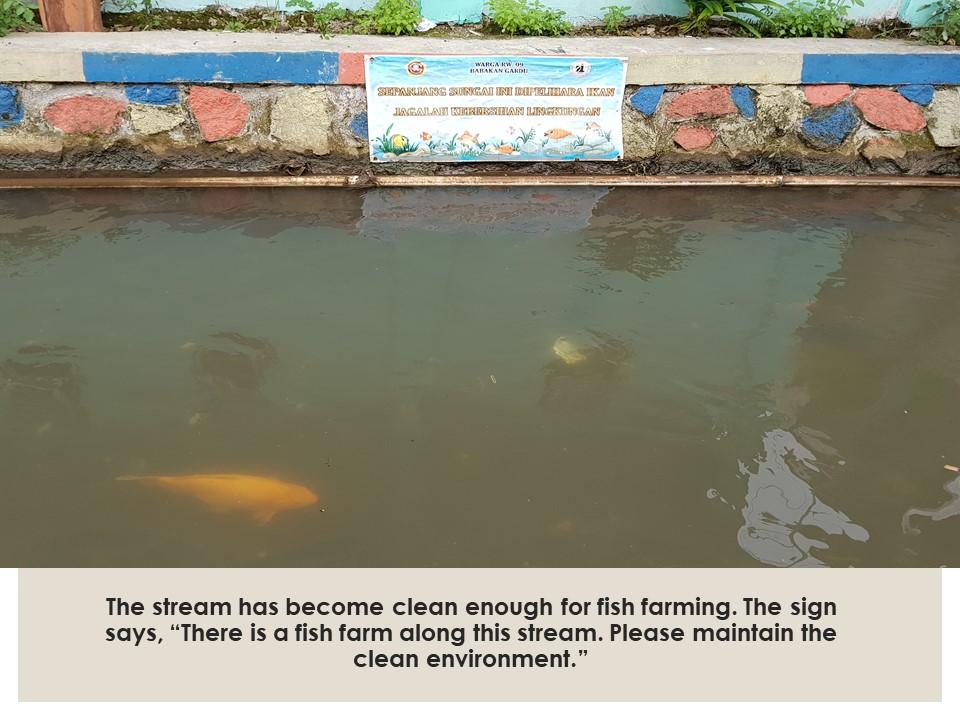 WARGA RW. 09
BABAKAN GARDU
SEPANJANG SUNGAI INI DIPELIHARA IKAN
JAGALAH KEBERSIHAN LINGKUNGAN
The stream has become clean enough for fish farming. The sign
says, “There is a fish farm along this stream. Please maintain the
clean environment.”